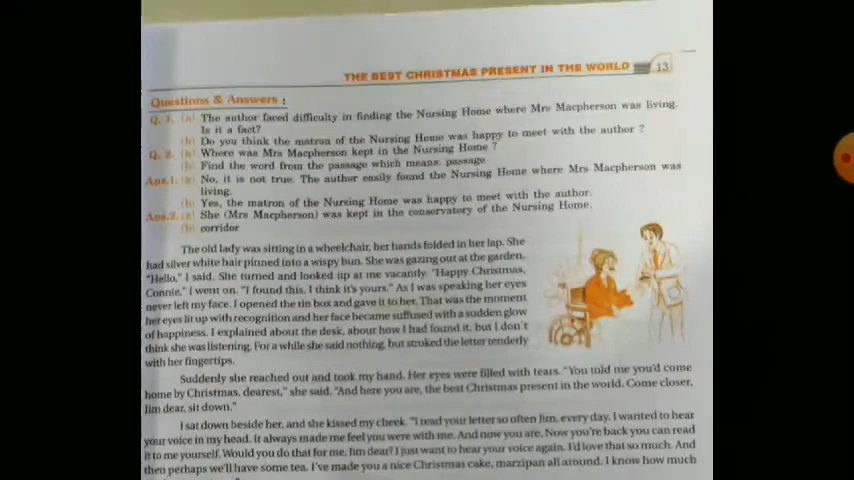 THE BEST CHRISTMAS PRESENT IN THE WORLD 13
Questions & Answers :
Q. 1. (a) The author faced difficulty in finding the Nursing Home where Mrs Macpherson was living.
Is it a fact?
(b) Do you think the matron of the Nursing Home was happy to meet with the author ?
Q. 2. (a) Where was Mrs Macpherson kept in the Nursing Home ?
(b) Find the word from the passage which means: passage
Ans.1. (a) No, it is not true. The author easily found the Nursing Home where Mrs Macpherson was
living.
(b) Yes, the matron of the Nursing Home was happy to meet with the author.
Ans.2. (a) She (Mrs Macpherson) was kept in the conservatory of the Nursing Home.
(b) corridor
The old lady was sitting in a wheelchair, her hands folded in her lap. She
had silver white hair pinned into a wispy bun. She was gazing out at the garden.
"Hello," I said. She turned and looked up at me vacantly. "Happy Christmas,
Connie," I went on. "I found this. I think it's yours." As I was speaking her eyes
never left my face. I opened the tin box and gave it to her. That was the moment
her eyes lit up with recognition and her face became suffused with a sudden glow
of happiness. I explained about the desk, about how I had found it, but I don't
think she was listening. For a while she said nothing, but stroked the letter tenderly
with her fingertips.
Suddenly she reached out and took my hand. Her eyes were filled with tears. "You told me you'd come
home by Christmas, dearest," she said. "And here you are, the best Christmas present in the world. Come closer,
Jim dear, sit down."
I sat down beside her, and she kissed my cheek. "I read your letter so often Jim, every day. I wanted to hear
your voice in my head. It always made me feel you were with me. And now you are. Now you're back you can read
it to me yourself. Would you do that for me, Jim dear? I just want to hear your voice again. I'd love that so much. And
then perhaps we'll have some tea. I've made you a nice Christmas cake, marzipan all around. I know how much